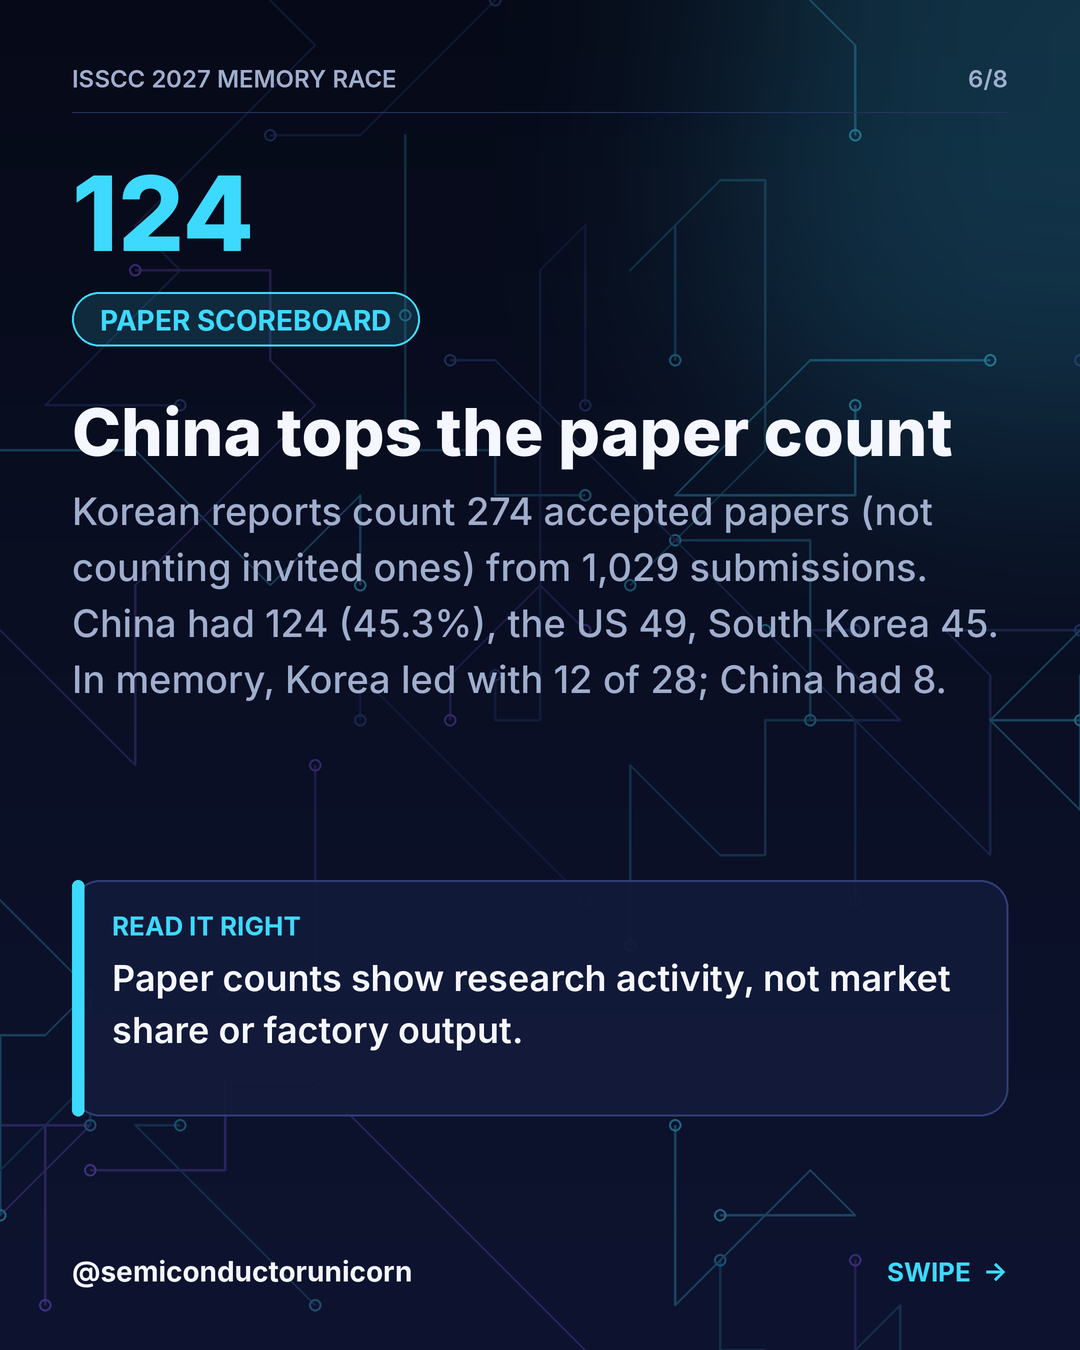 ISSCC 2027 MEMORY RACE
6/8
124
PAPER SCOREBOARD
China tops the paper count
Korean reports count 274 accepted papers (not
counting invited ones) from 1,029 submissions.
China had 124 (45.3%), the US 49, South Korea 45.
In memory, Korea led with 12 of 28; China had 8.
READ IT RIGHT
Paper counts show research activity, not market
share or factory output.
@semiconductorunicorn
SWIPE →